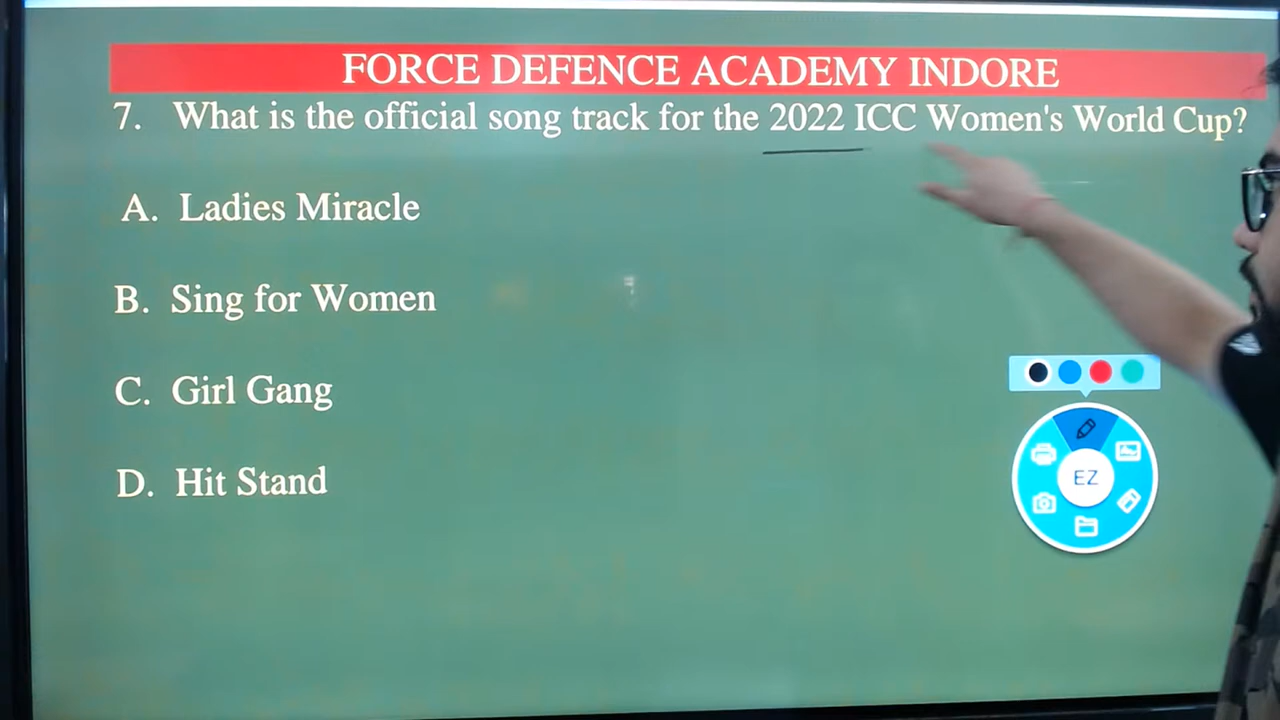 FORCE DEFENCE ACADEMY INDORE
7. What is the official song track for the 2022 ICC Women's World Cup?
A. Ladies Miracle
B. Sing for Women
C. Girl Gang
D. Hit Stand
EZ